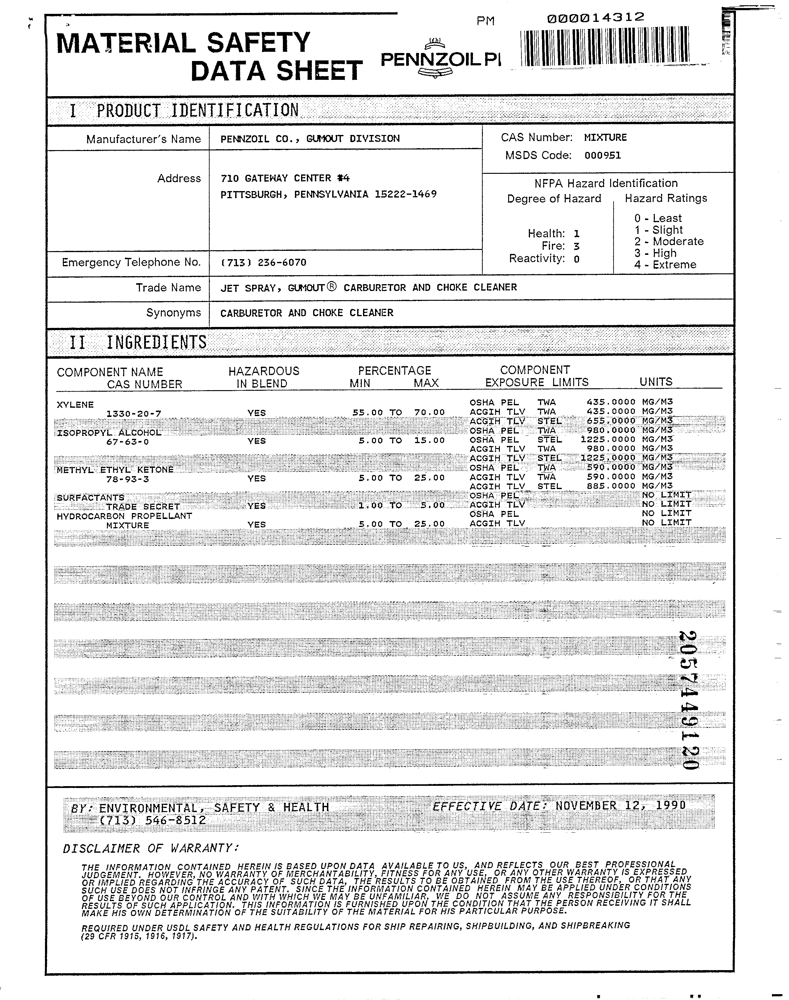 PM 000014312
MATERIAL SAFETY
DATA SHEET
PENNZOIL PI
I PRODUCT IDENTIFICATION
Manufacturer's Name PENNZOIL CO., GUMOUT DIVISION
CAS Number: MIXTURE
MSDS Code: 000951
Address 710 GATEWAY CENTER #4
PITTSBURGH, PENNSYLVANIA 15222-1469
NFPA Hazard Identification
Degree of Hazard Hazard Ratings
Health: 1
Fire: 3
Reactivity: 0
0 - Least
1 - Slight
2 - Moderate
3 - High
4 - Extreme
Emergency Telephone No. (713) 236-6070
Trade Name JET SPRAY, GUMOUT® CARBURETOR AND CHOKE CLEANER
Synonyms CARBURETOR AND CHOKE CLEANER
II INGREDIENTS
COMPONENT NAME HAZARDOUS PERCENTAGE COMPONENT
CAS NUMBER IN BLEND MIN MAX EXPOSURE LIMITS UNITS
XYLENE OSHA PEL TWA 435.0000 MG/M3
1330-20-7 YES 55.00 TO 70.00 ACGIH TLV TWA 435.0000 MG/M3
ACGIH TLV STEL 655.0000 MG/M3
ISOPROPYL ALCOHOL OSHA PEL TWA 980.0000 MG/M3
67-63-0 YES 5.00 TO 15.00 OSHA PEL STEL 1225.0000 MG/M3
ACGIH TLV TWA 980.0000 MG/M3
ACGIH TLV STEL 1225.0000 MG/M3
METHYL ETHYL KETONE OSHA PEL TWA 590.0000 MG/M3
78-93-3 YES 5.00 TO 25.00 ACGIH TLV TWA 590.0000 MG/M3
ACGIH TLV STEL 885.0000 MG/M3
SURFACTANTS OSHA PEL NO LIMIT
TRADE SECRET YES 1.00 TO 5.00 ACGIH TLV NO LIMIT
HYDROCARBON PROPELLANT OSHA PEL NO LIMIT
MIXTURE YES 5.00 TO 25.00 ACGIH TLV NO LIMIT
2057449120
BY: ENVIRONMENTAL, SAFETY & HEALTH EFFECTIVE DATE: NOVEMBER 12, 1990
(713) 546-8512
DISCLAIMER OF WARRANTY:
THE INFORMATION CONTAINED HEREIN IS BASED UPON DATA AVAILABLE TO US, AND REFLECTS OUR BEST PROFESSIONAL
JUDGEMENT. HOWEVER, NO WARRANTY OF MERCHANTABILITY, FITNESS FOR ANY USE, OR ANY OTHER WARRANTY IS EXPRESSED
OR IMPLIED REGARDING THE ACCURACY OF SUCH DATA, THE RESULTS TO BE OBTAINED FROM THE USE THEREOF, OR THAT ANY
SUCH USE DOES NOT INFRINGE ANY PATENT. SINCE THE INFORMATION CONTAINED HEREIN MAY BE APPLIED UNDER CONDITIONS
OF USE BEYOND OUR CONTROL AND WITH WHICH WE MAY BE UNFAMILIAR, WE DO NOT ASSUME ANY RESPONSIBILITY FOR THE
RESULTS OF SUCH APPLICATION. THIS INFORMATION IS FURNISHED UPON THE CONDITION THAT THE PERSON RECEIVING IT SHALL
MAKE HIS OWN DETERMINATION OF THE SUITABILITY OF THE MATERIAL FOR HIS PARTICULAR PURPOSE.
REQUIRED UNDER USDL SAFETY AND HEALTH REGULATIONS FOR SHIP REPAIRING, SHIPBUILDING, AND SHIPBREAKING
(29 CFR 1915, 1916, 1917).